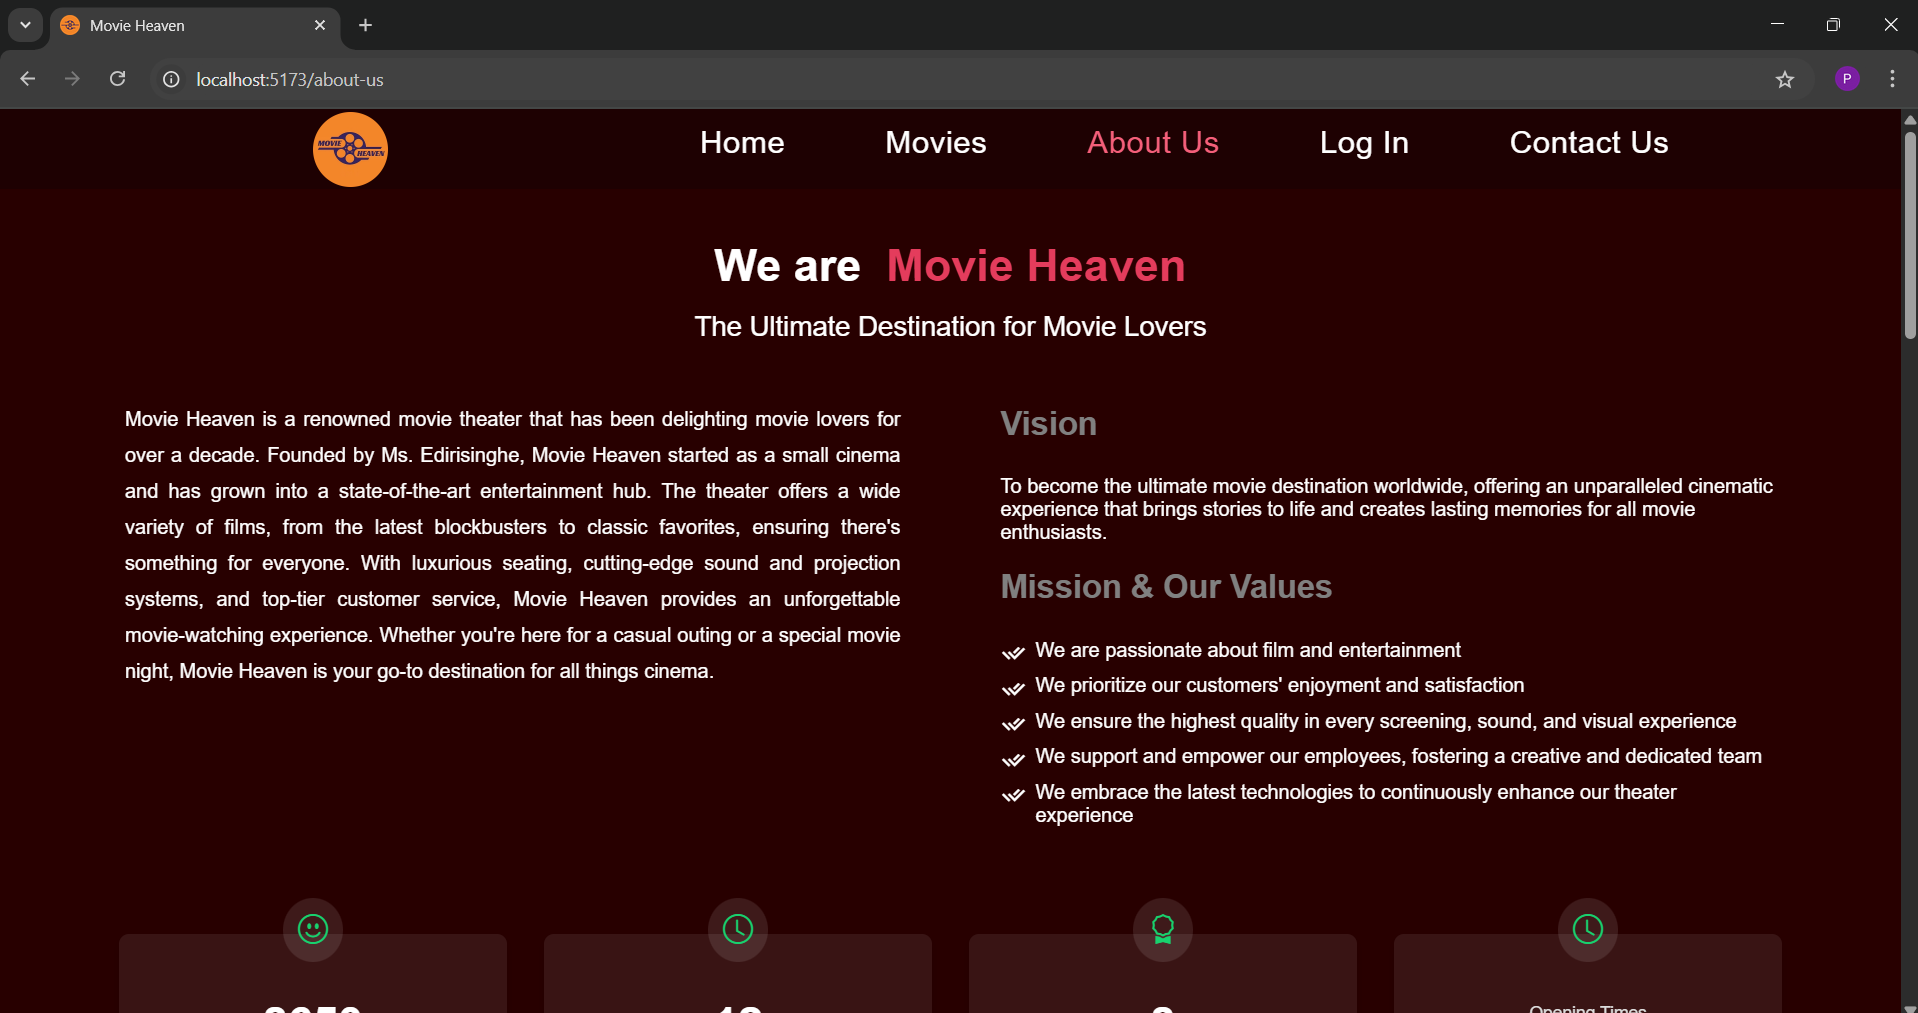 Movie Heaven
localhost:5173/about-us
P
MOVIE HEAVEN
Home Movies About Us Log In Contact Us
We are Movie Heaven
The Ultimate Destination for Movie Lovers
Movie Heaven is a renowned movie theater that has been delighting movie lovers for
over a decade. Founded by Ms. Edirisinghe, Movie Heaven started as a small cinema
and has grown into a state-of-the-art entertainment hub. The theater offers a wide
variety of films, from the latest blockbusters to classic favorites, ensuring there's
something for everyone. With luxurious seating, cutting-edge sound and projection
systems, and top-tier customer service, Movie Heaven provides an unforgettable
movie-watching experience. Whether you're here for a casual outing or a special movie
night, Movie Heaven is your go-to destination for all things cinema.
Vision
To become the ultimate movie destination worldwide, offering an unparalleled cinematic
experience that brings stories to life and creates lasting memories for all movie
enthusiasts.
Mission & Our Values
We are passionate about film and entertainment
We prioritize our customers' enjoyment and satisfaction
We ensure the highest quality in every screening, sound, and visual experience
We support and empower our employees, fostering a creative and dedicated team
We embrace the latest technologies to continuously enhance our theater
experience
Opening Times